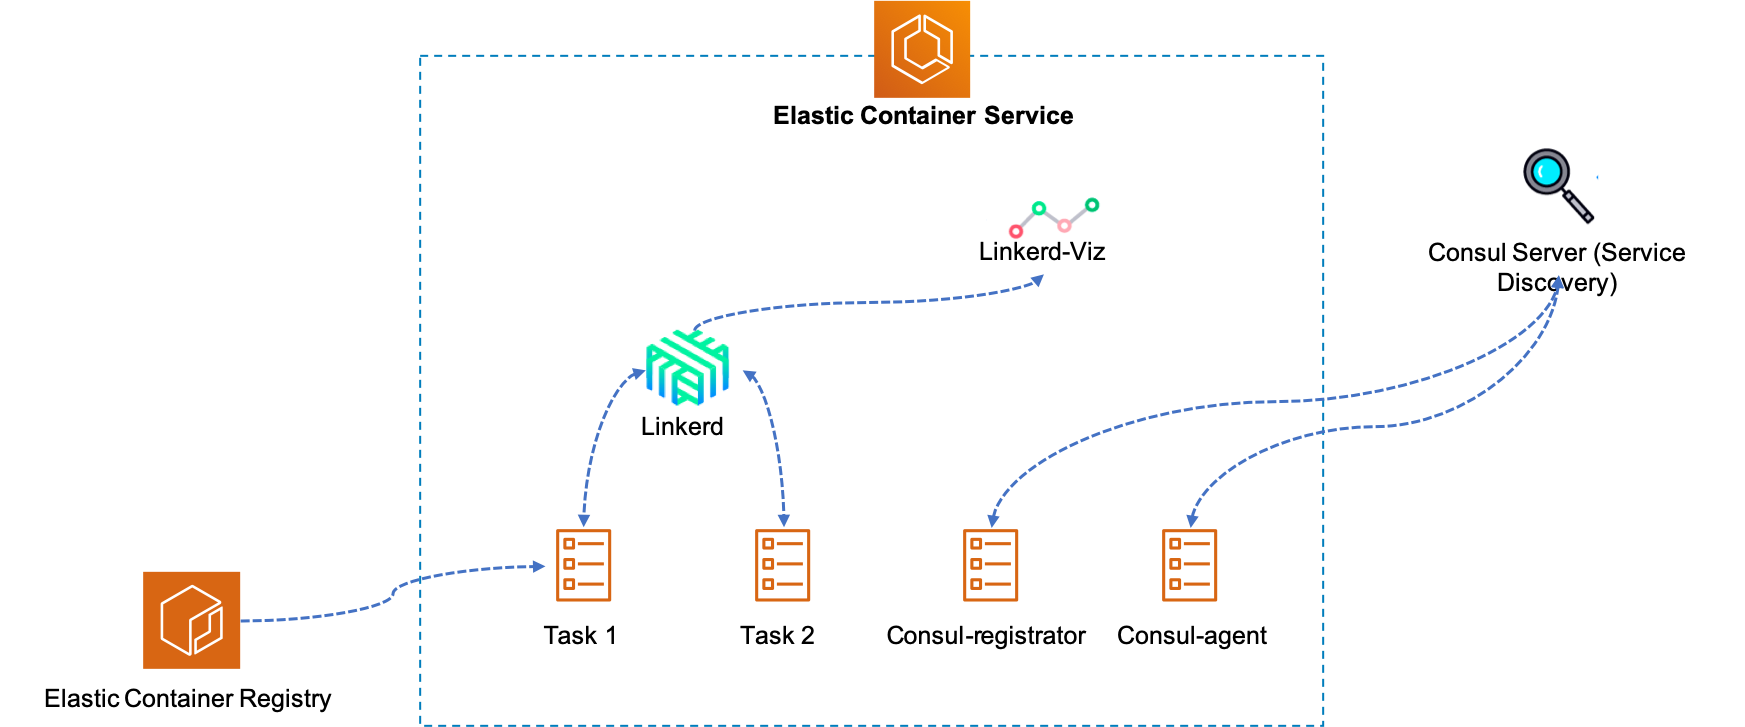 Elastic Container Service
Linkerd-Viz
Consul Server (Service
Discovery)
Linkerd
Task 1
Task 2
Consul-registrator
Consul-agent
Elastic Container Registry